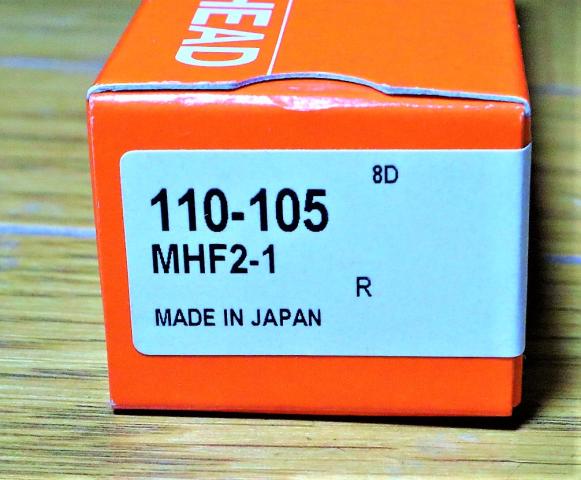 HEAD
8D
110-105
MHF2-1
R
MADE IN JAPAN